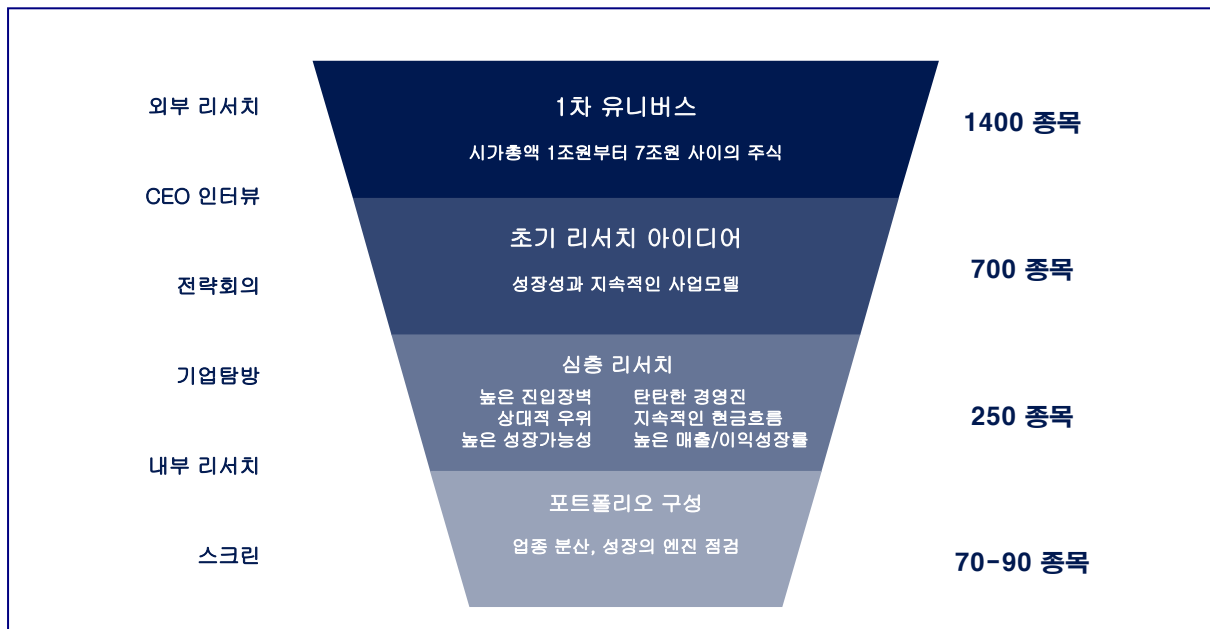 외부 리서치
CEO 인터뷰
전략회의
기업탐방
내부 리서치
스크린
1차 유니버스
시가총액 1조원부터 7조원 사이의 주식
초기 리서치 아이디어
성장성과 지속적인 사업모델
심층 리서치
높은 진입장벽 탄탄한 경영진
상대적 우위 지속적인 현금흐름
높은 성장가능성 높은 매출/이익성장률
포트폴리오 구성
업종 분산, 성장의 엔진 점검
1400 종목
700 종목
250 종목
70-90 종목